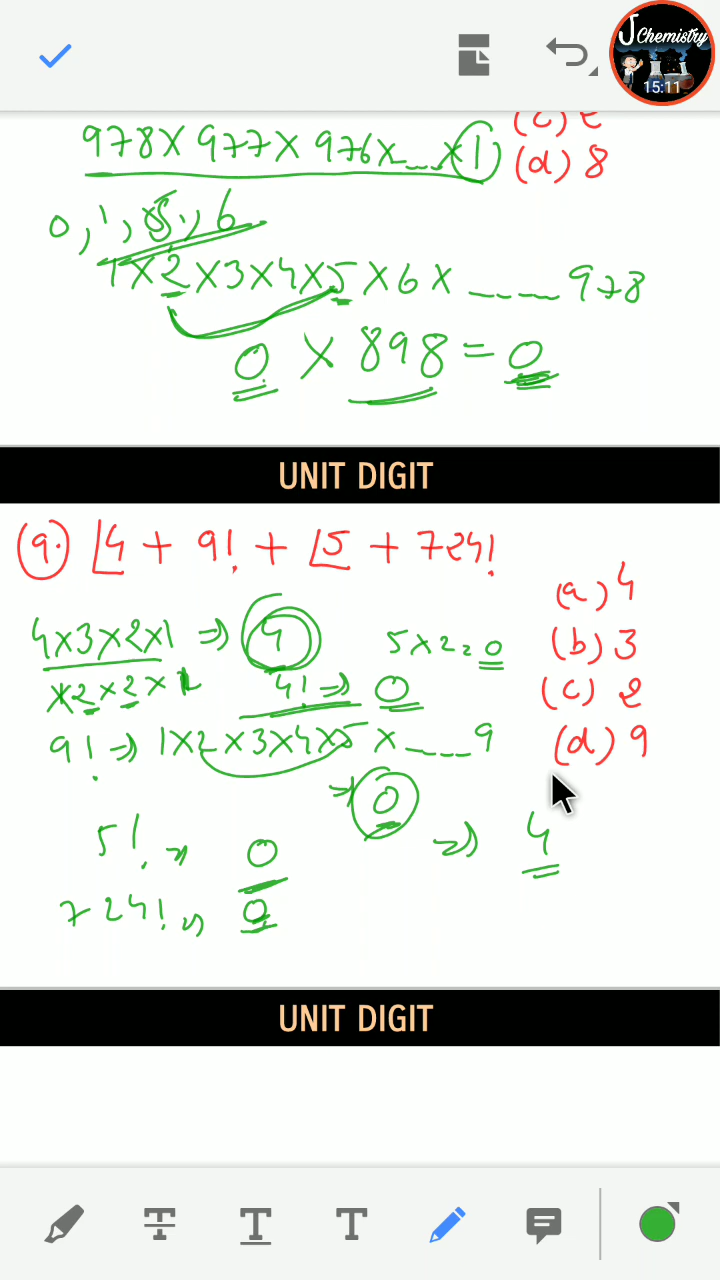 J Chemistry
15:11
978 X 977 X 976 X _ _ X 1
(c) 2
(d) 8
0, 1, 5, 6
1 X 2 X 3 X 4 X 5 X 6 X _ _ _ _ 978
0 X 898 = 0
UNIT DIGIT
(9.) |4 + 9! + |5 + 724!
(a) 4
(b) 3
(c) 2
(d) 9
4 X 3 X 2 X 1 => 4
5 X 2 = 0
X 2 X 2 X 1
4! => 0
9! => 1 X 2 X 3 X 4 X 5 X _ _ _ 9
=> 0
5! => 0
=> 4
724! => 0
UNIT DIGIT
T T T